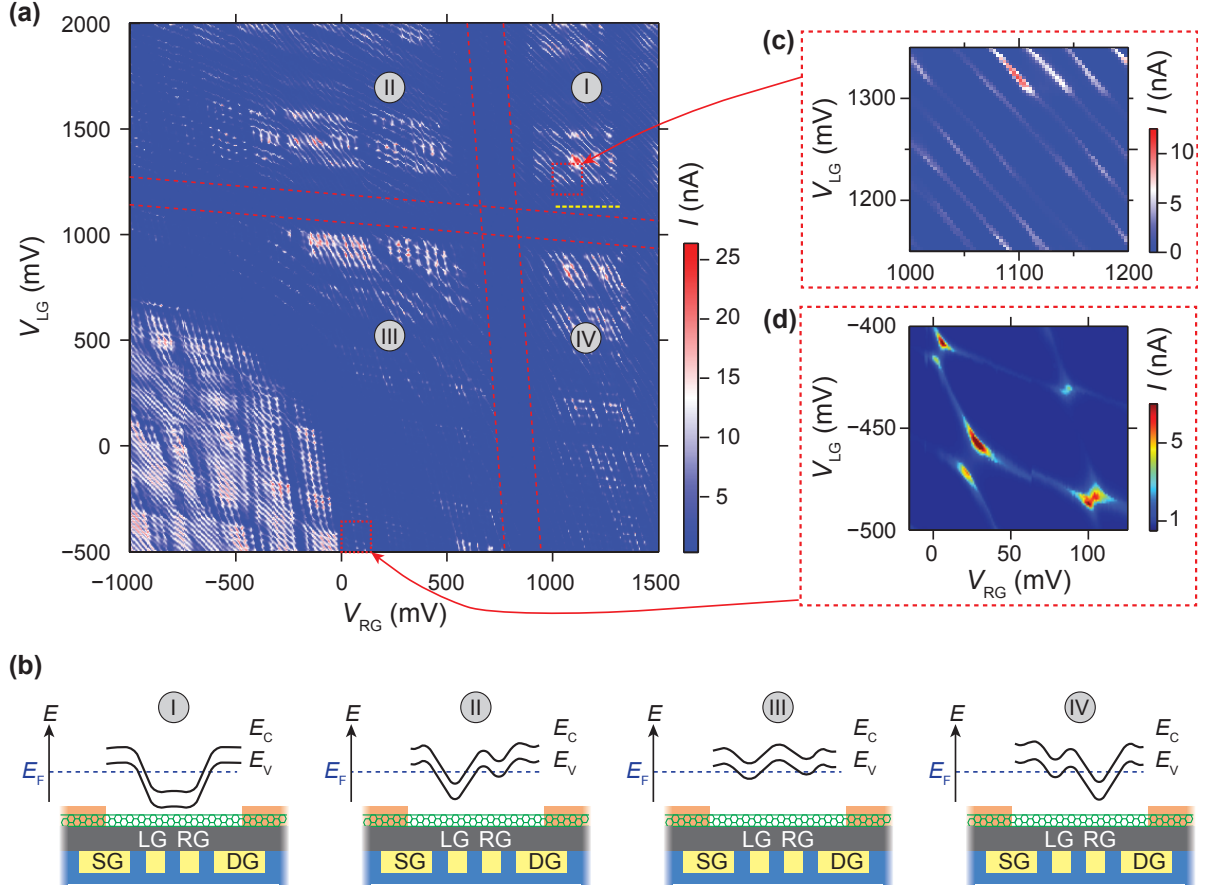 (a)
2000
1500
1000
500
0
−500
V_LG (mV)
−1000
−500
0
500
1000
1500
V_RG (mV)
II
I
III
IV
I (nA)
25
20
15
10
5
(c)
1300
1200
V_LG (mV)
1000
1100
1200
I (nA)
10
5
0
(d)
−400
−450
−500
V_LG (mV)
0
50
100
V_RG (mV)
I (nA)
5
1
(b)
I
E
E_C
E_V
E_F
LG RG
SG DG
II
E
E_C
E_V
E_F
LG RG
SG DG
III
E
E_C
E_V
E_F
LG RG
SG DG
IV
E
E_C
E_V
E_F
LG RG
SG DG